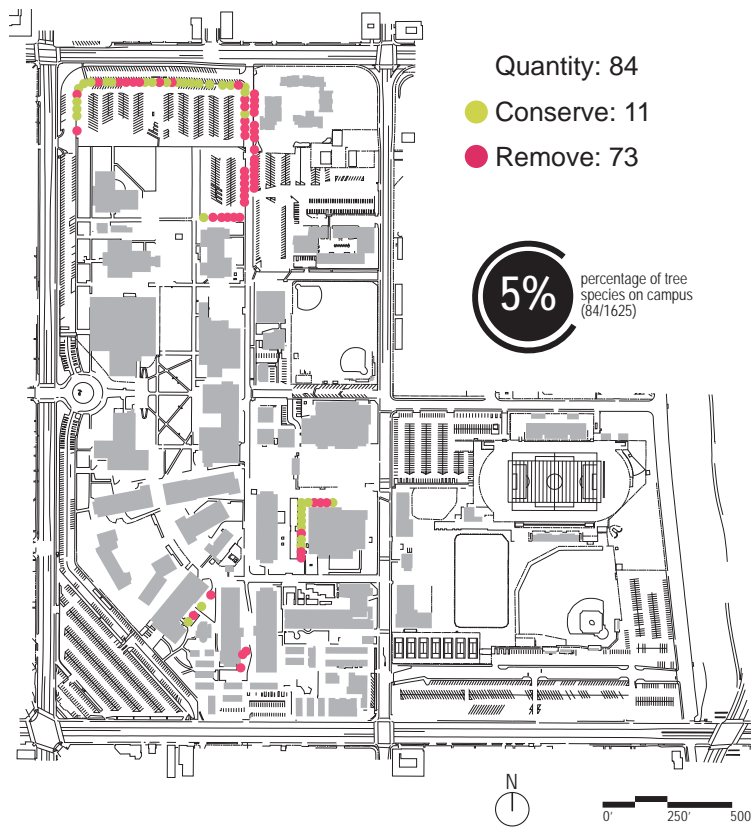 Quantity: 84
Conserve: 11
Remove: 73
5%
percentage of tree
species on campus
(84/1625)
N
0'
250'
500